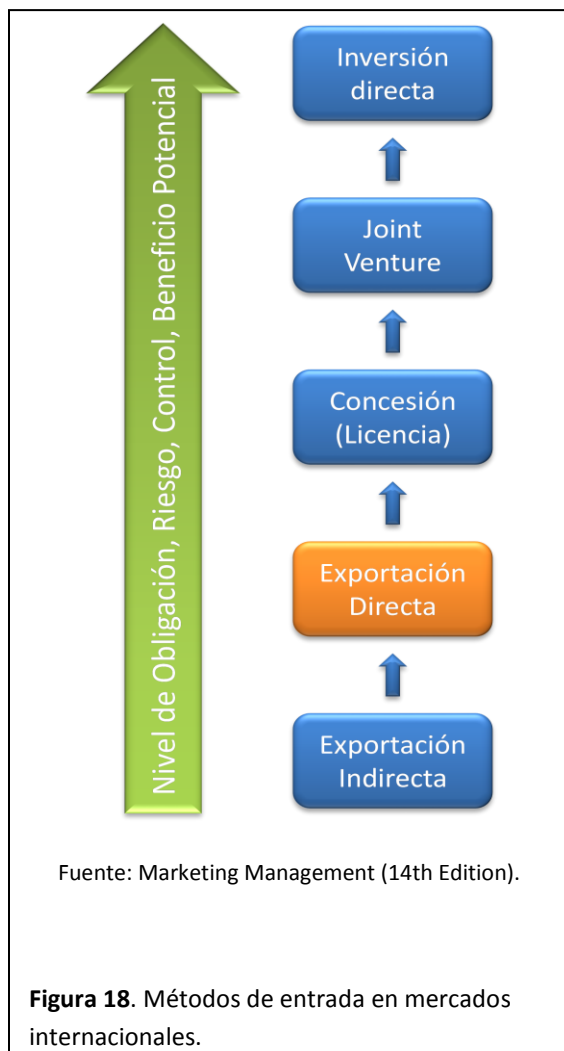 Nivel de Obligación, Riesgo, Control, Beneficio Potencial
Inversión
directa
Joint
Venture
Concesión
(Licencia)
Exportación
Directa
Exportación
Indirecta
Fuente: Marketing Management (14th Edition).
Figura 18. Métodos de entrada en mercados
internacionales.